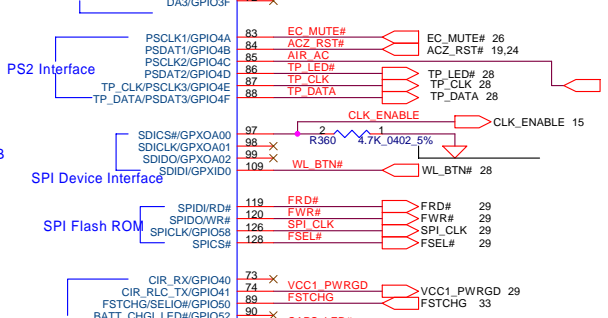 DA3/GPIO3F
PSCLK1/GPIO4A 83 EC_MUTE# EC_MUTE# 26
PSDAT1/GPIO4B 84 ACZ_RST# ACZ_RST# 19,24
PSCLK2/GPIO4C 85 AIR_AC
PS2 Interface PSDAT2/GPIO4D 86 TP_LED# TP_LED# 28
TP_CLK/PSCLK3/GPIO4E 87 TP_CLK TP_CLK 28
TP_DATA/PSDAT3/GPIO4F 88 TP_DATA TP_DATA 28
CLK_ENABLE CLK_ENABLE 15
SDICS#/GPXOA00 97 2 1
SDICLK/GPXOA01 98 R360 4.7K_0402_5%
SDIDO/GPXOA02 99
SDIDI/GPXID0 109 WL_BTN# WL_BTN# 28
SPI Device Interface
SPIDI/RD# 119 FRD# FRD# 29
SPI Flash ROM SPIDO/WR# 120 FWR# FWR# 29
SPICLK/GPIO58 126 SPI_CLK SPI_CLK 29
SPICS# 128 FSEL# FSEL# 29
CIR_RX/GPIO40 73
CIR_RLC_TX/GPIO41 74 VCC1_PWRGD VCC1_PWRGD 29
FSTCHG/SELIO#/GPIO50 89 FSTCHG FSTCHG 33
BATT_CHGI_LED#/GPIO52 90